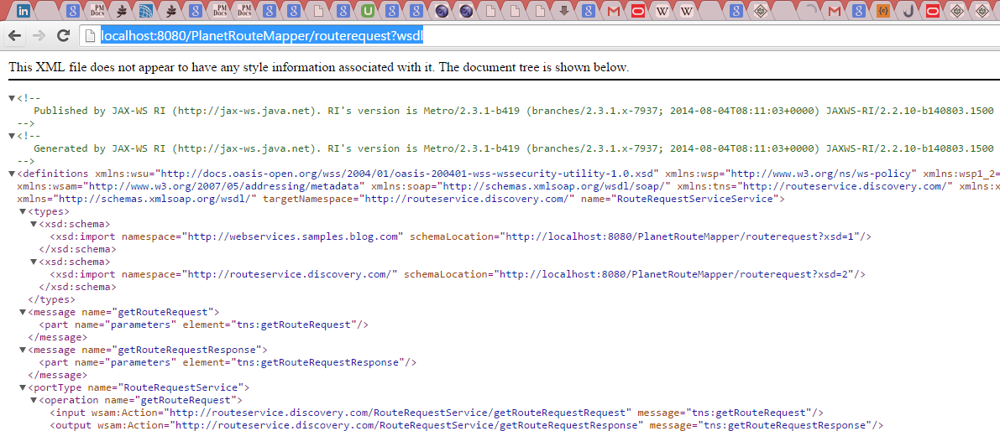 in PM Docs PM Docs U W W J
localhost:8080/PlanetRouteMapper/routerequest?wsdl
This XML file does not appear to have any style information associated with it. The document tree is shown below.
▼<!--
Published by JAX-WS RI (http://jax-ws.java.net). RI's version is Metro/2.3.1-b419 (branches/2.3.1.x-7937; 2014-08-04T08:11:03+0000) JAXWS-RI/2.2.10-b140803.1500
-->
▼<!--
Generated by JAX-WS RI (http://jax-ws.java.net). RI's version is Metro/2.3.1-b419 (branches/2.3.1.x-7937; 2014-08-04T08:11:03+0000) JAXWS-RI/2.2.10-b140803.1500
-->
▼<definitions xmlns:wsu="http://docs.oasis-open.org/wss/2004/01/oasis-200401-wss-wssecurity-utility-1.0.xsd" xmlns:wsp="http://www.w3.org/ns/ws-policy" xmlns:wsp1_2=
xmlns:wsam="http://www.w3.org/2007/05/addressing/metadata" xmlns:soap="http://schemas.xmlsoap.org/wsdl/soap/" xmlns:tns="http://routeservice.discovery.com/" xmlns:x
xmlns="http://schemas.xmlsoap.org/wsdl/" targetNamespace="http://routeservice.discovery.com/" name="RouteRequestServiceService">
▼<types>
▼<xsd:schema>
<xsd:import namespace="http://webservices.samples.blog.com" schemaLocation="http://localhost:8080/PlanetRouteMapper/routerequest?xsd=1"/>
</xsd:schema>
▼<xsd:schema>
<xsd:import namespace="http://routeservice.discovery.com/" schemaLocation="http://localhost:8080/PlanetRouteMapper/routerequest?xsd=2"/>
</xsd:schema>
</types>
▼<message name="getRouteRequest">
<part name="parameters" element="tns:getRouteRequest"/>
</message>
▼<message name="getRouteRequestResponse">
<part name="parameters" element="tns:getRouteRequestResponse"/>
</message>
▼<portType name="RouteRequestService">
▼<operation name="getRouteRequest">
<input wsam:Action="http://routeservice.discovery.com/RouteRequestService/getRouteRequestRequest" message="tns:getRouteRequest"/>
<output wsam:Action="http://routeservice.discovery.com/RouteRequestService/getRouteRequestResponse" message="tns:getRouteRequestResponse"/>